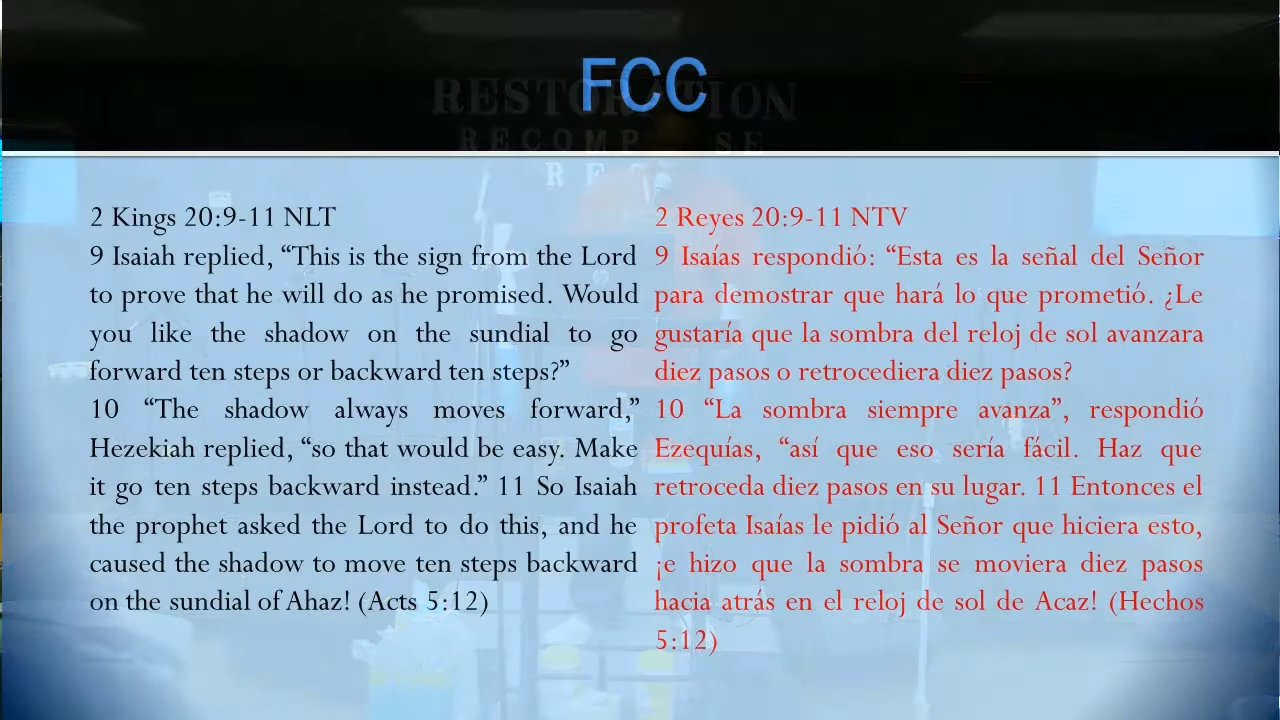 FCC
RESTORATION
RECOMP SE
RE
2 Kings 20:9-11 NLT
9 Isaiah replied, “This is the sign from the Lord
to prove that he will do as he promised. Would
you like the shadow on the sundial to go
forward ten steps or backward ten steps?”
10 “The shadow always moves forward,”
Hezekiah replied, “so that would be easy. Make
it go ten steps backward instead.” 11 So Isaiah
the prophet asked the Lord to do this, and he
caused the shadow to move ten steps backward
on the sundial of Ahaz! (Acts 5:12)
2 Reyes 20:9-11 NTV
9 Isaías respondió: “Esta es la señal del Señor
para demostrar que hará lo que prometió. ¿Le
gustaría que la sombra del reloj de sol avanzara
diez pasos o retrocediera diez pasos?
10 “La sombra siempre avanza”, respondió
Ezequías, “así que eso sería fácil. Haz que
retroceda diez pasos en su lugar. 11 Entonces el
profeta Isaías le pidió al Señor que hiciera esto,
¡e hizo que la sombra se moviera diez pasos
hacia atrás en el reloj de sol de Acaz! (Hechos
5:12)